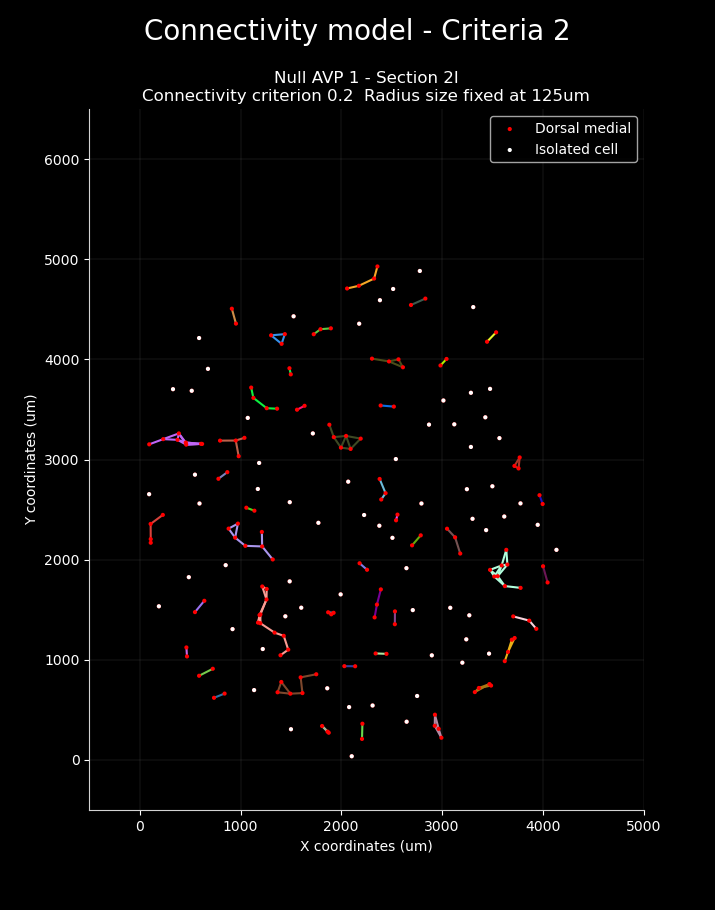 Connectivity model - Criteria 2
Null AVP 1 - Section 2I
Connectivity criterion 0.2 Radius size fixed at 125um
Dorsal medial
Isolated cell
6000
5000
4000
3000
2000
1000
0
Y coordinates (um)
0 1000 2000 3000 4000 5000
X coordinates (um)